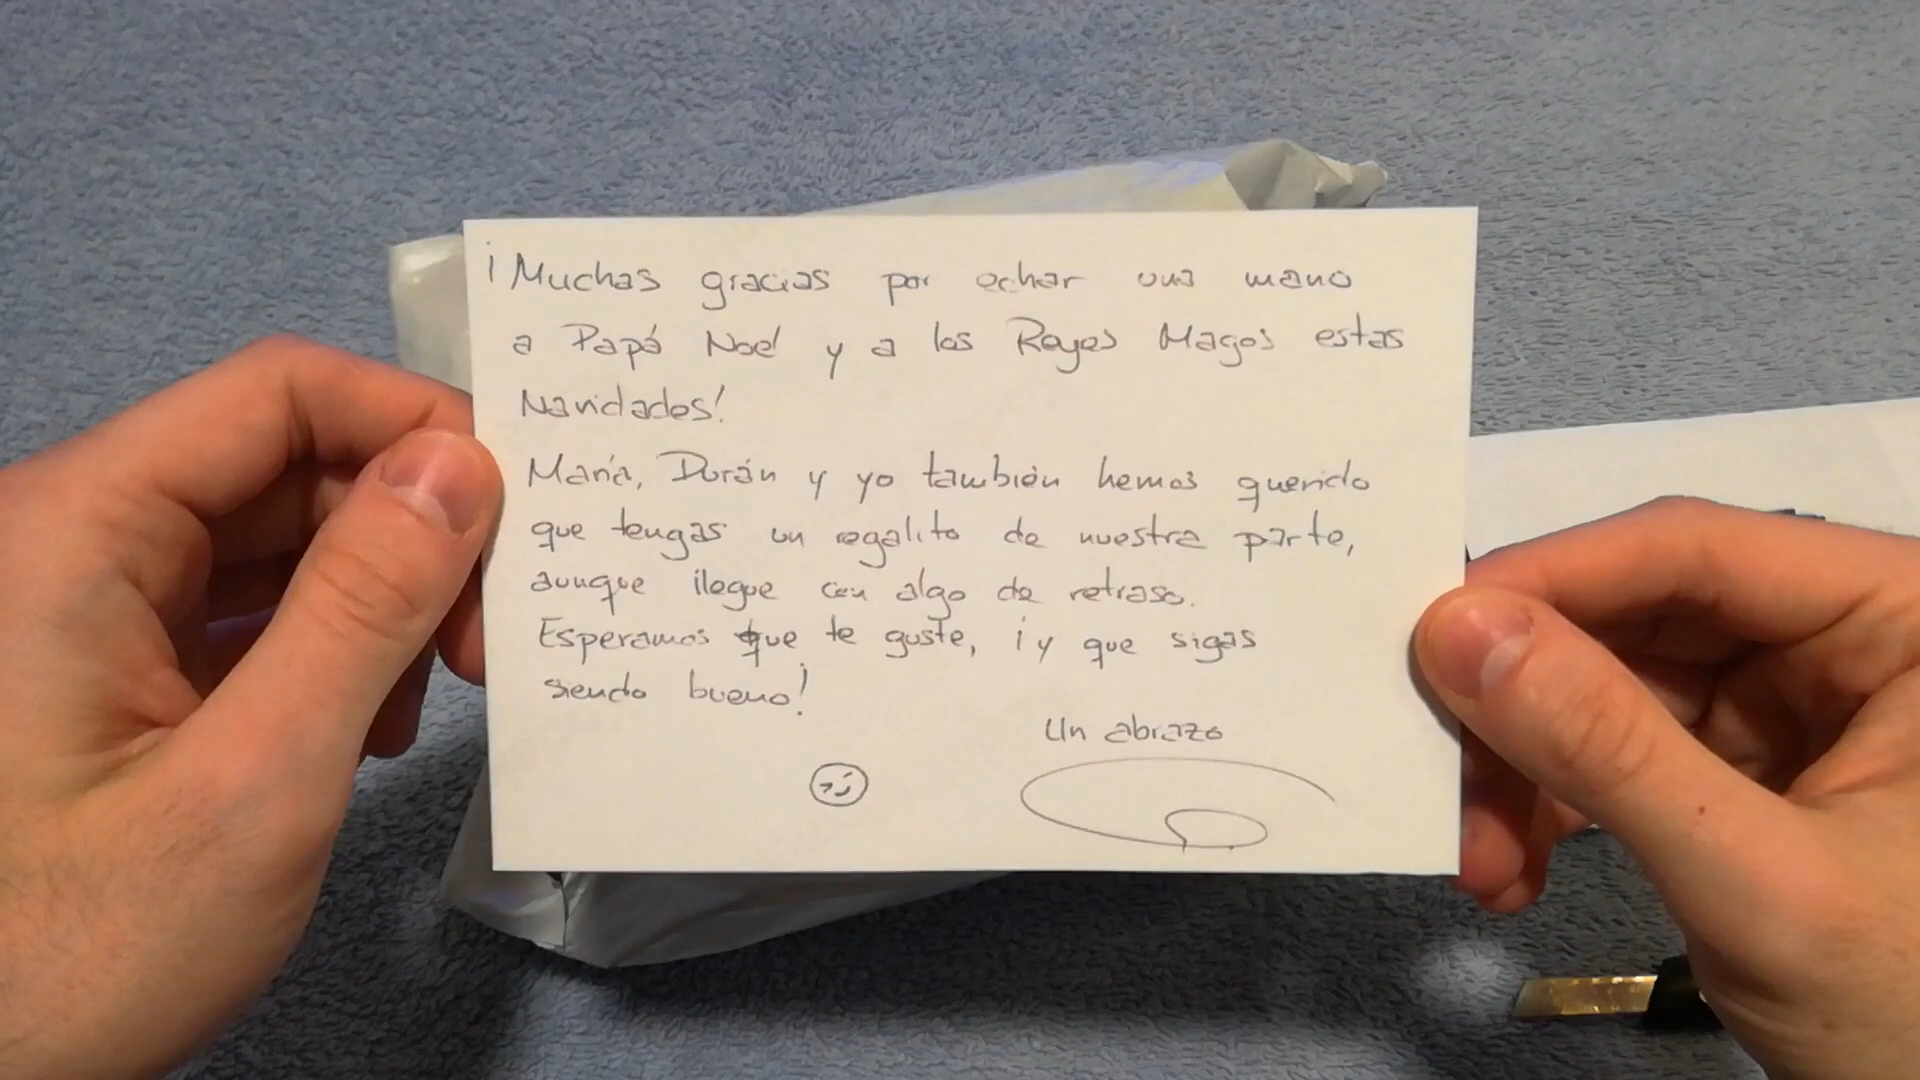 ¡Muchas gracias por echar una mano
a Papá Noel y a los Reyes Magos estas
Navidades!
María, Durán y yo también hemos querido
que tengas un regalito de nuestra parte,
aunque llegue con algo de retraso.
Esperamos que te guste, ¡y que sigas
siendo bueno!
Un abrazo